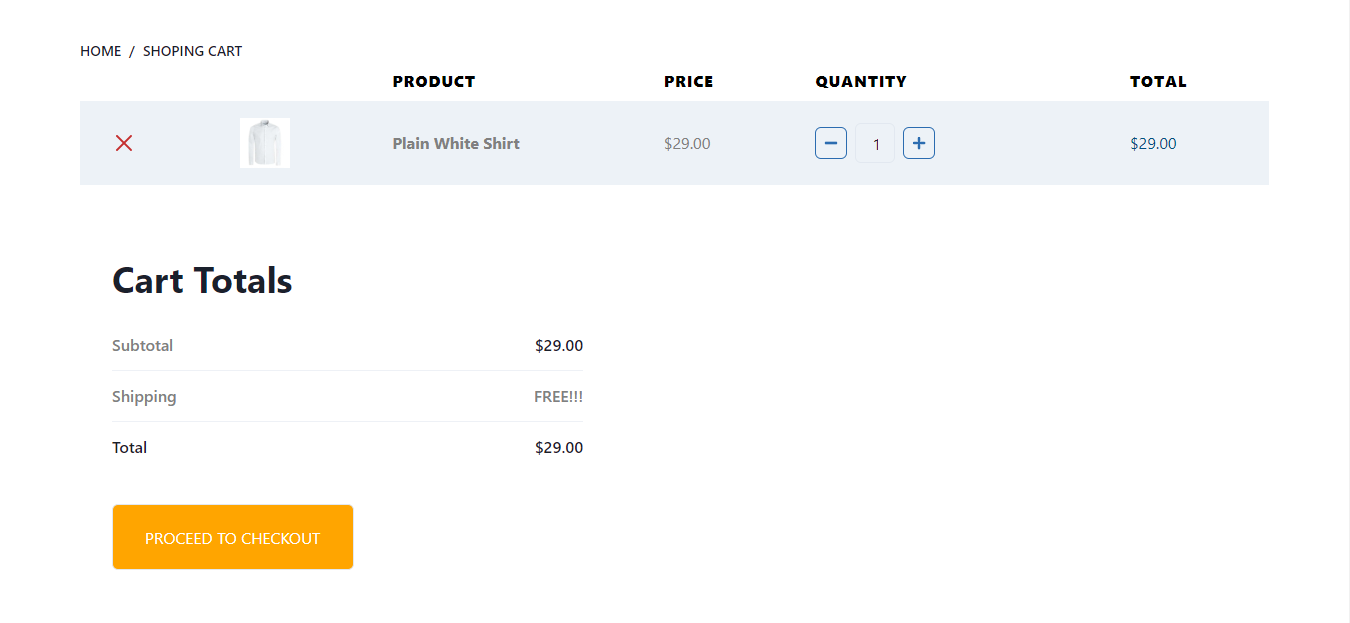 HOME / SHOPING CART
PRODUCT PRICE QUANTITY TOTAL
Plain White Shirt $29.00 1 $29.00
Cart Totals
Subtotal $29.00
Shipping FREE!!!
Total $29.00
PROCEED TO CHECKOUT